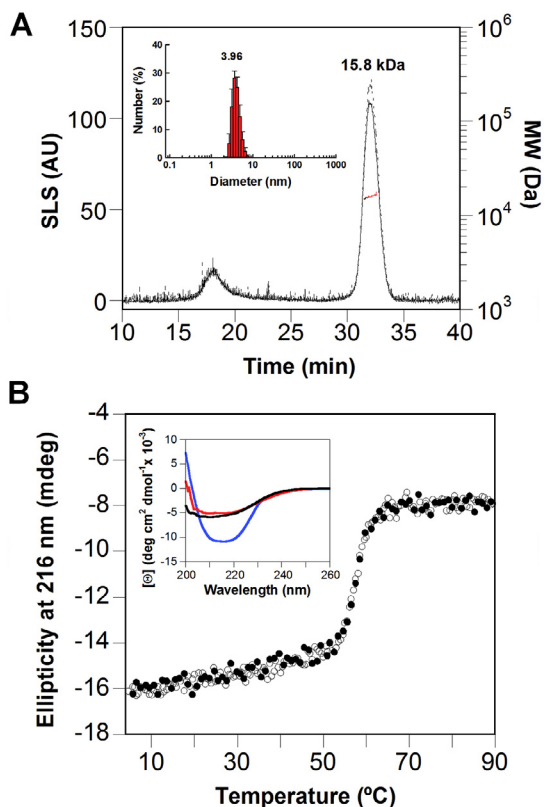 A
150
100
50
0
SLS (AU)
10 15 20 25 30 35 40
Time (min)
10⁶
10⁵
10⁴
10³
MW (Da)
15.8 kDa
3.96
40
30
20
10
0
Number (%)
0.1 1 10 100 1000
Diameter (nm)
B
-4
-6
-8
-10
-12
-14
-16
-18
Ellipticity at 216 nm (mdeg)
10 30 50 70 90
Temperature (ºC)
10
5
0
-5
-10
-15
[Θ] (deg cm² dmol⁻¹x 10⁻³)
200 220 240 260
Wavelength (nm)